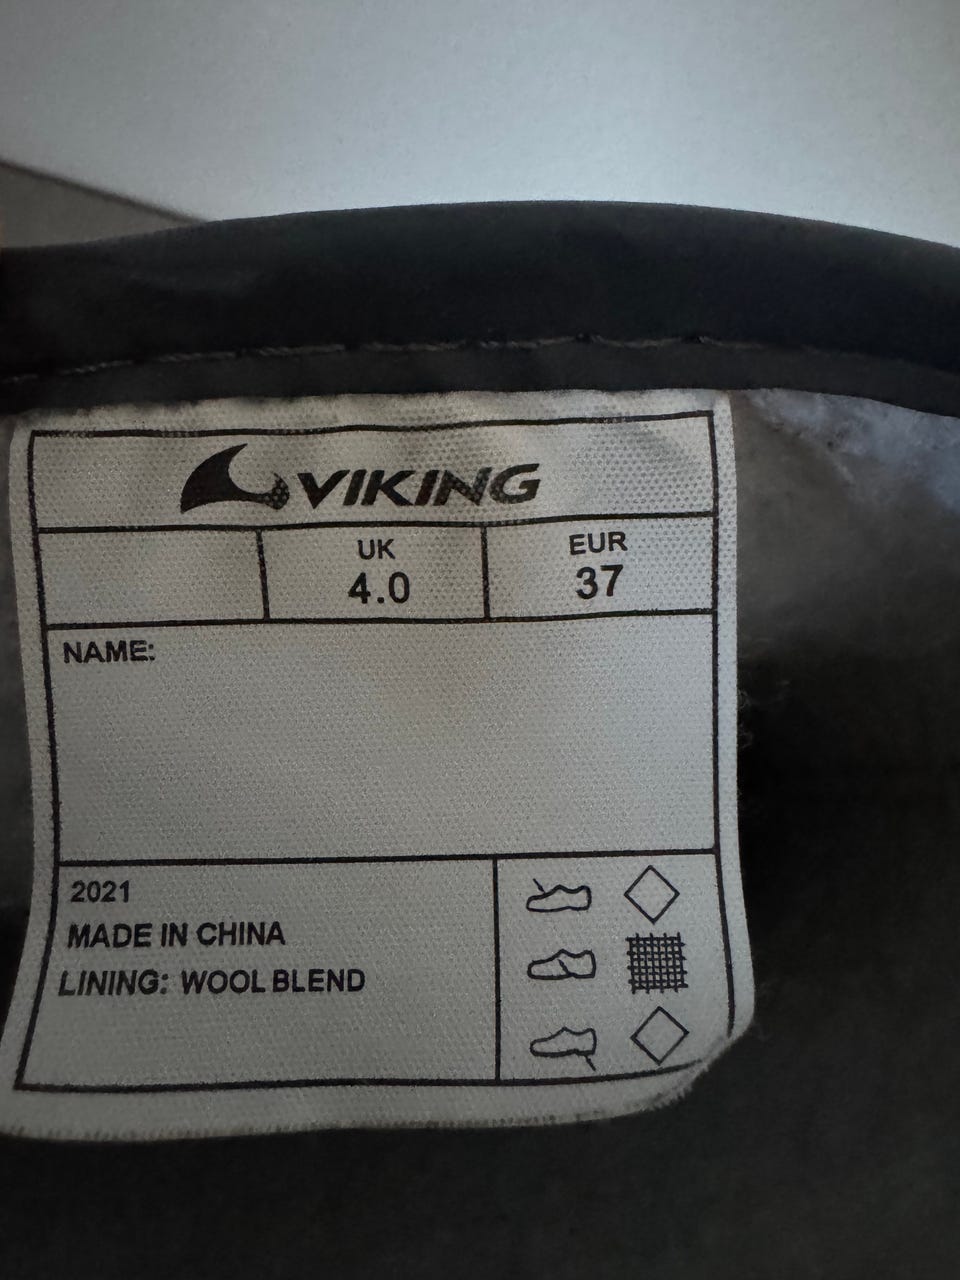 VIKING
UK
4.0
EUR
37
NAME:
2021
MADE IN CHINA
LINING: WOOL BLEND